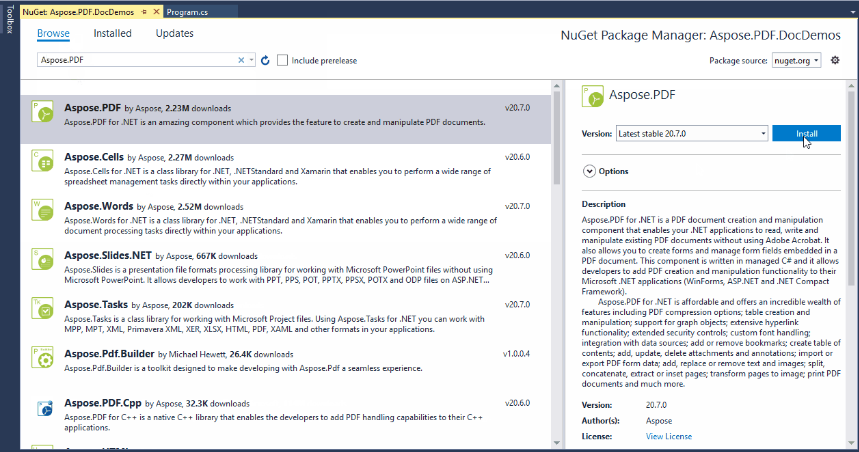 Toolbox
NuGet: Aspose.PDF.DocDemos
Program.cs
Browse Installed Updates
NuGet Package Manager: Aspose.PDF.DocDemos
Aspose.PDF
Include prerelease
Package source: nuget.org
Aspose.PDF by Aspose, 2.23M downloads v20.7.0
Aspose.PDF for .NET is an amazing component which provides the feature to create and manipulate PDF documents.
Aspose.Cells by Aspose, 2.27M downloads v20.6.0
Aspose.Cells for .NET is a class library for .NET, .NETStandard and Xamarin that enables you to perform a wide range of
spreadsheet management tasks directly within your applications.
Aspose.Words by Aspose, 2.52M downloads v20.7.0
Aspose.Words for .NET is a class library for .NET, .NETStandard and Xamarin that enables you to perform a wide range of
document processing tasks directly within your applications.
Aspose.Slides.NET by Aspose, 667K downloads v20.6.0
Aspose.Slides is a presentation file formats processing library for working with Microsoft PowerPoint files without using
Microsoft PowerPoint. It allows developers to work with PPT, PPS, POT, PPTX, PPSX, POTX and ODP files on ASP.NET...
Aspose.Tasks by Aspose, 202K downloads v20.7.0
Aspose.Tasks is a class library for working with Microsoft Project files. Using Aspose.Tasks for .NET you can work with
MPP, MPT, XML, Primavera XML, XER, XLSX, HTML, PDF, XAML and other formats in your applications.
Aspose.Pdf.Builder by Michael Hewett, 26.4K downloads v1.0.0.4
Aspose.Pdf.Builder is a toolkit designed to make developing with Aspose.Pdf a seamless experience.
Aspose.PDF.Cpp by Aspose, 32.3K downloads v20.6.0
Aspose.PDF for C++ is a native C++ library that enables the developers to add PDF handling capabilities to their C++
applications.
Aspose.PDF
Version: Latest stable 20.7.0 Install
Options
Description
Aspose.PDF for .NET is a PDF document creation and manipulation
component that enables your .NET applications to read, write and
manipulate existing PDF documents without using Adobe Acrobat. It
also allows you to create forms and manage form fields embedded in a
PDF document. This component is written in managed C# and it allows
developers to add PDF creation and manipulation functionality to their
Microsoft .NET applications (WinForms, ASP.NET and .NET Compact
Framework).
Aspose.PDF for .NET is affordable and offers an incredible wealth of
features including PDF compression options; table creation and
manipulation; support for graph objects; extensive hyperlink
functionality; extended security controls; custom font handling;
integration with data sources; add or remove bookmarks; create table of
contents; add, update, delete attachments and annotations; import or
export PDF form data; add, replace or remove text and images; split,
concatenate, extract or inset pages; transform pages to image; print PDF
documents and much more.
Version: 20.7.0
Author(s): Aspose
License: View License